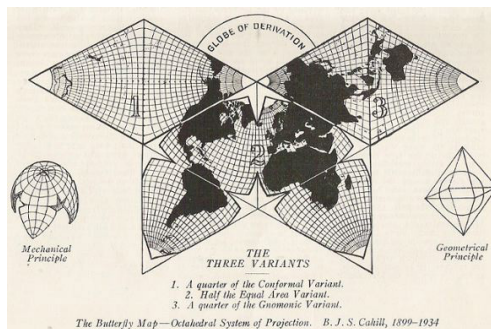 GLOBE OF DERIVATION
1
3
2
Mechanical
Principle
Geometrical
Principle
THE
THREE VARIANTS
1. A quarter of the Conformal Variant.
2. Half the Equal Area Variant.
3. A quarter of the Gnomonic Variant.
The Butterfly Map—Octahedral System of Projection. B. J. S. Cahill, 1899–1934